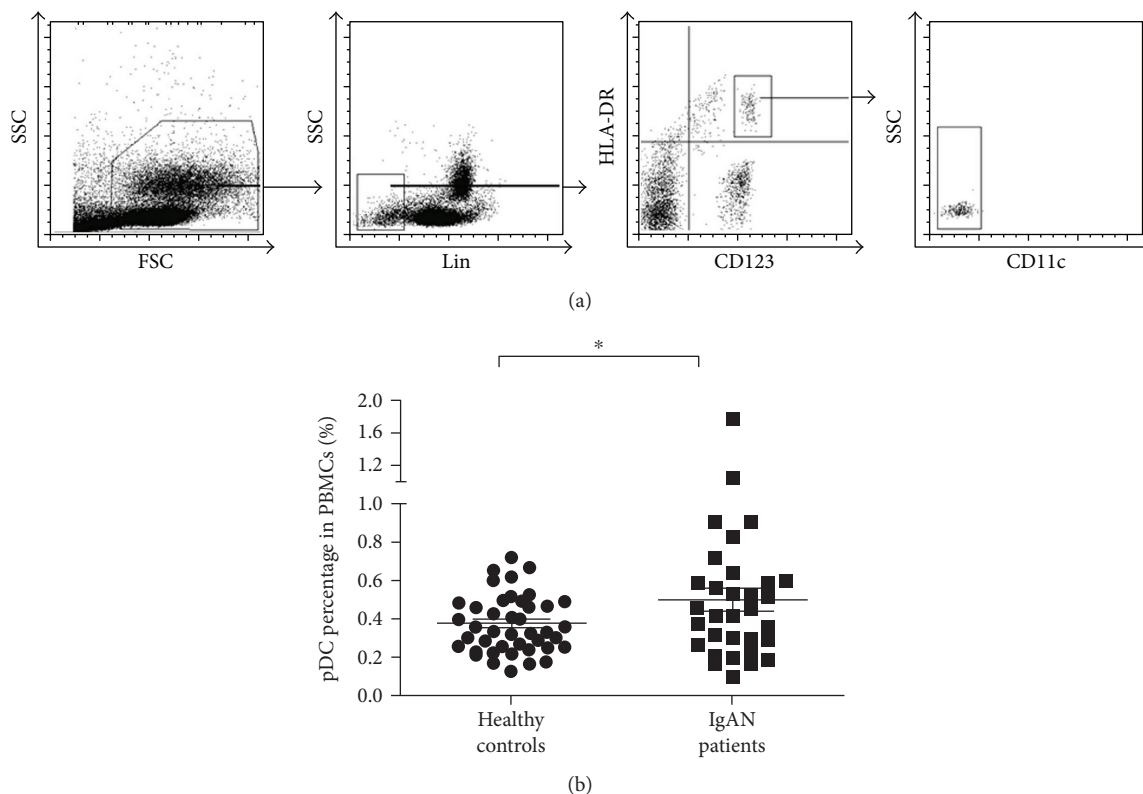 SSC
FSC
SSC
Lin
HLA-DR
CD123
SSC
CD11c
(a)
*
pDC percentage in PBMCs (%)
2.0
1.6
1.2
1.0
0.8
0.6
0.4
0.2
0.0
Healthy
controls
IgAN
patients
(b)